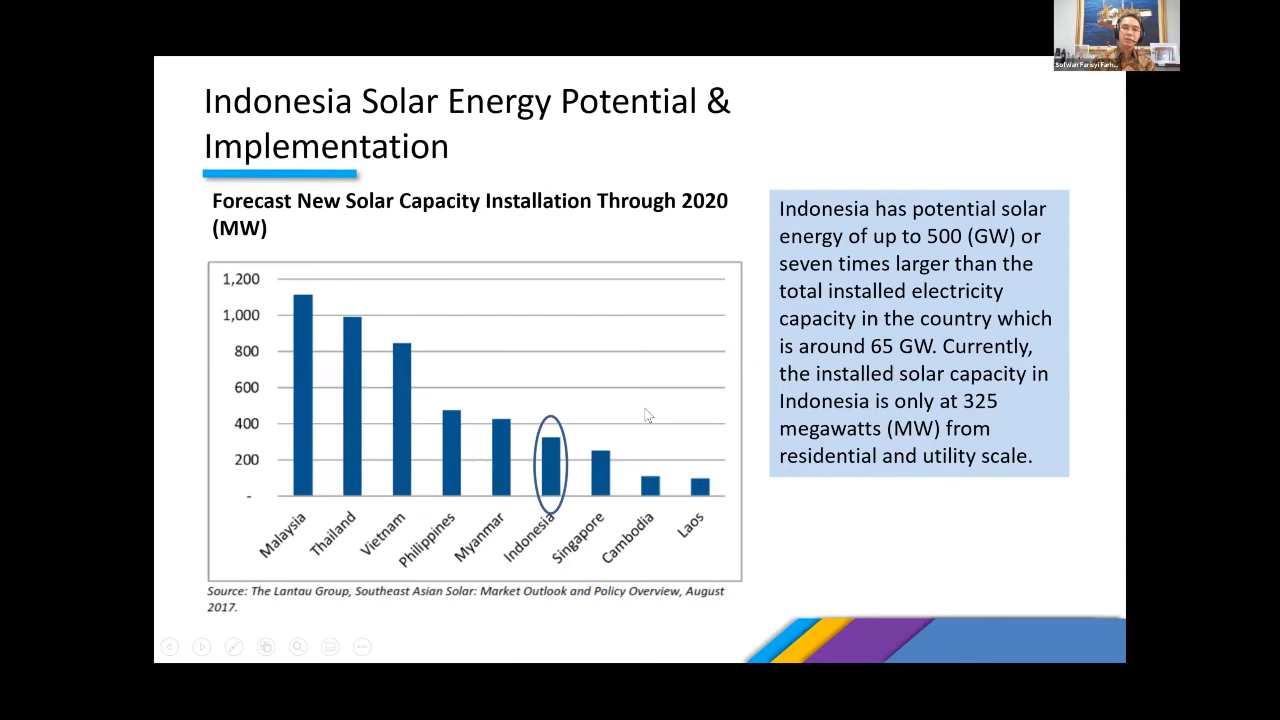 Sofwan Farisyi Farh...
Indonesia Solar Energy Potential &
Implementation
Forecast New Solar Capacity Installation Through 2020
(MW)
1,200
1,000
800
600
400
200
-
Malaysia
Thailand
Vietnam
Philippines
Myanmar
Indonesia
Singapore
Cambodia
Laos
Source: The Lantau Group, Southeast Asian Solar: Market Outlook and Policy Overview, August
2017.
Indonesia has potential solar
energy of up to 500 (GW) or
seven times larger than the
total installed electricity
capacity in the country which
is around 65 GW. Currently,
the installed solar capacity in
Indonesia is only at 325
megawatts (MW) from
residential and utility scale.